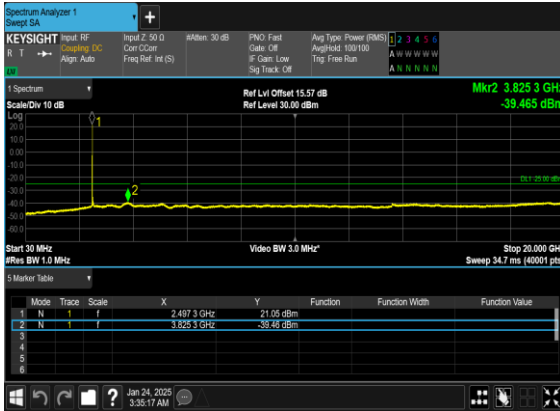 Spectrum Analyzer 1
Swept SA
+
KEYSIGHT Input: RF Input Z: 50 Ω #Atten: 30 dB PNO: Fast Avg Type: Power (RMS) 1 2 3 4 5 6
R T Coupling: DC Corr CCorr Gate: Off Avg|Hold: 100/100 A W W W W W
Align: Auto Freq Ref: Int (S) IF Gain: Low Trig: Free Run
LXI Sig Track: Off A N N N N N
1 Spectrum Ref Lvl Offset 15.57 dB Mkr2 3.825 3 GHz
Scale/Div 10 dB Ref Level 30.00 dBm -39.465 dBm
Log
1
20.0
10.0
0.00
-10.0
-20.0
DL1 -25.00 dBm
-30.0
2
-40.0
-50.0
-60.0
Start 30 MHz Video BW 3.0 MHz* Stop 20.000 GHz
#Res BW 1.0 MHz Sweep 34.7 ms (40001 pts)
5 Marker Table
Mode Trace Scale X Y Function Function Width Function Value
1 N 1 f 2.497 3 GHz 21.05 dBm
2 N 1 f 3.825 3 GHz -39.46 dBm
3
4
5
6
? Jan 24, 2025
3:35:17 AM